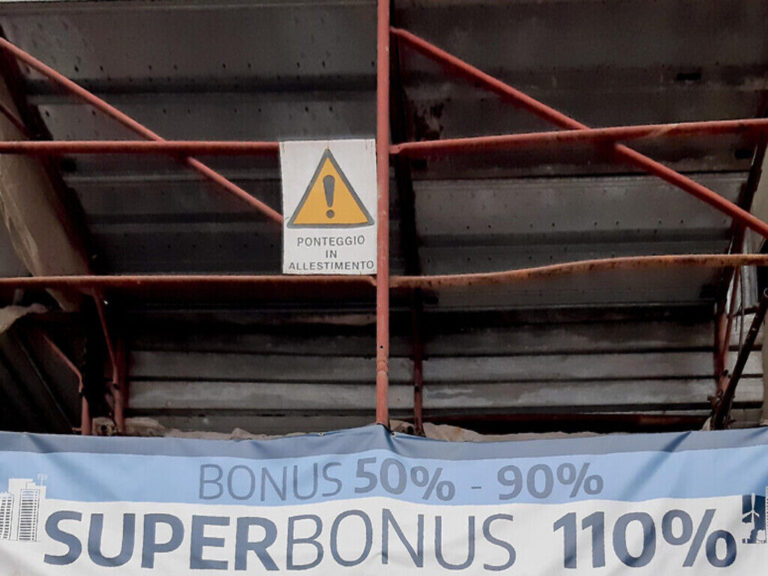 PONTEGGIO
IN
ALLESTIMENTO
BONUS 50% - 90%
SUPERBONUS 110%